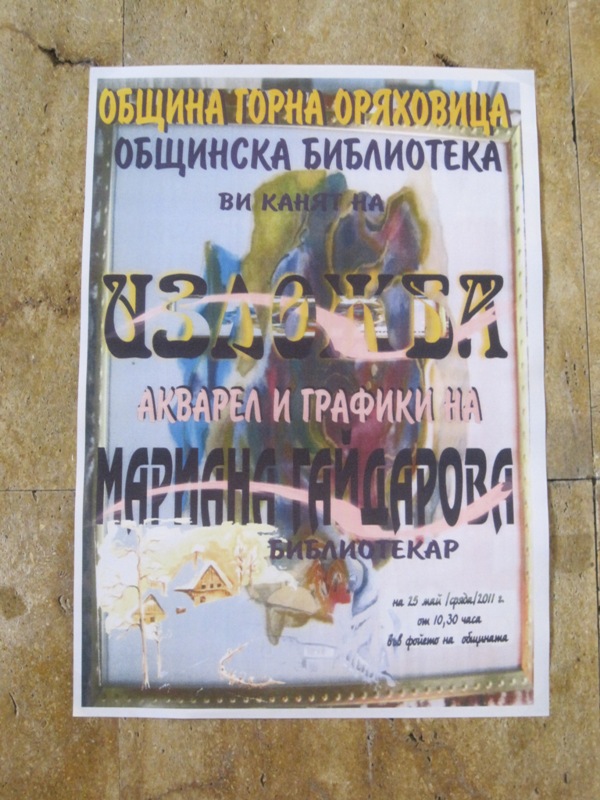 ОБЩИНА ГОРНА ОРЯХОВИЦА
ОБЩИНСКА БИБЛИОТЕКА
ВИ КАНЯТ НА
ИЗЛОЖБА
АКВАРЕЛ И ГРАФИКИ НА
МАРИАНА ГАЙДАРОВА
БИБЛИОТЕКАР
на 25 май /сряда/2011 г.
от 10,30 часа
във фойето на общината